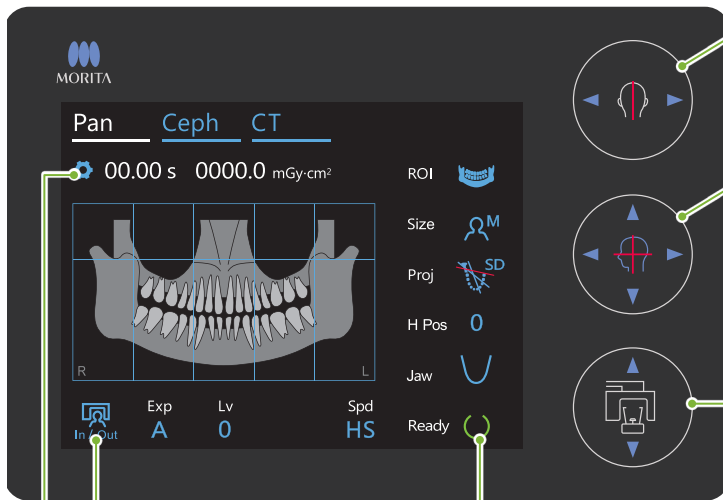 MORITA
Pan Ceph CT
00.00 s 0000.0 mGy·cm²
ROI
Size M
Proj SD
H Pos 0
Jaw
R L
In / Out
Exp Lv Spd
A 0 HS
Ready